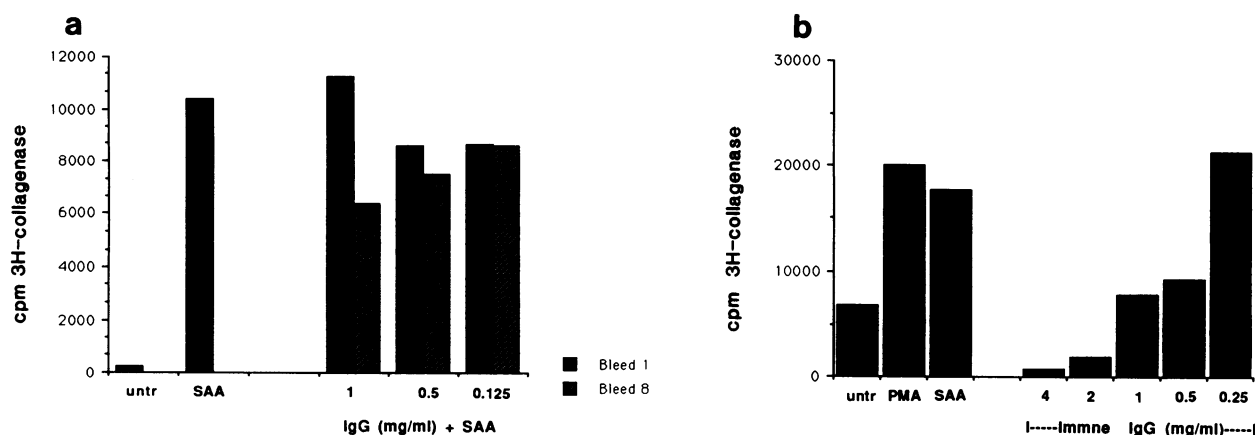 a
12000
10000
8000
6000
4000
2000
0
cpm 3H-collagenase
untr SAA 1 0.5 0.125
IgG (mg/ml) + SAA
Bleed 1
Bleed 8
b
30000
20000
10000
0
cpm 3H-collagenase
untr PMA SAA 4 2 1 0.5 0.25
I-----Immne IgG (mg/ml)-----I